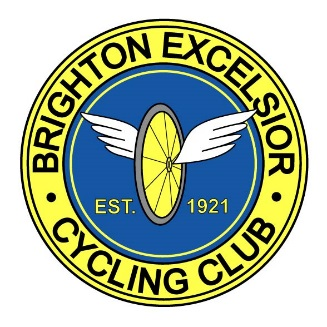 BRIGHTON EXCELSIOR
EST. 1921
• CYCLING CLUB •